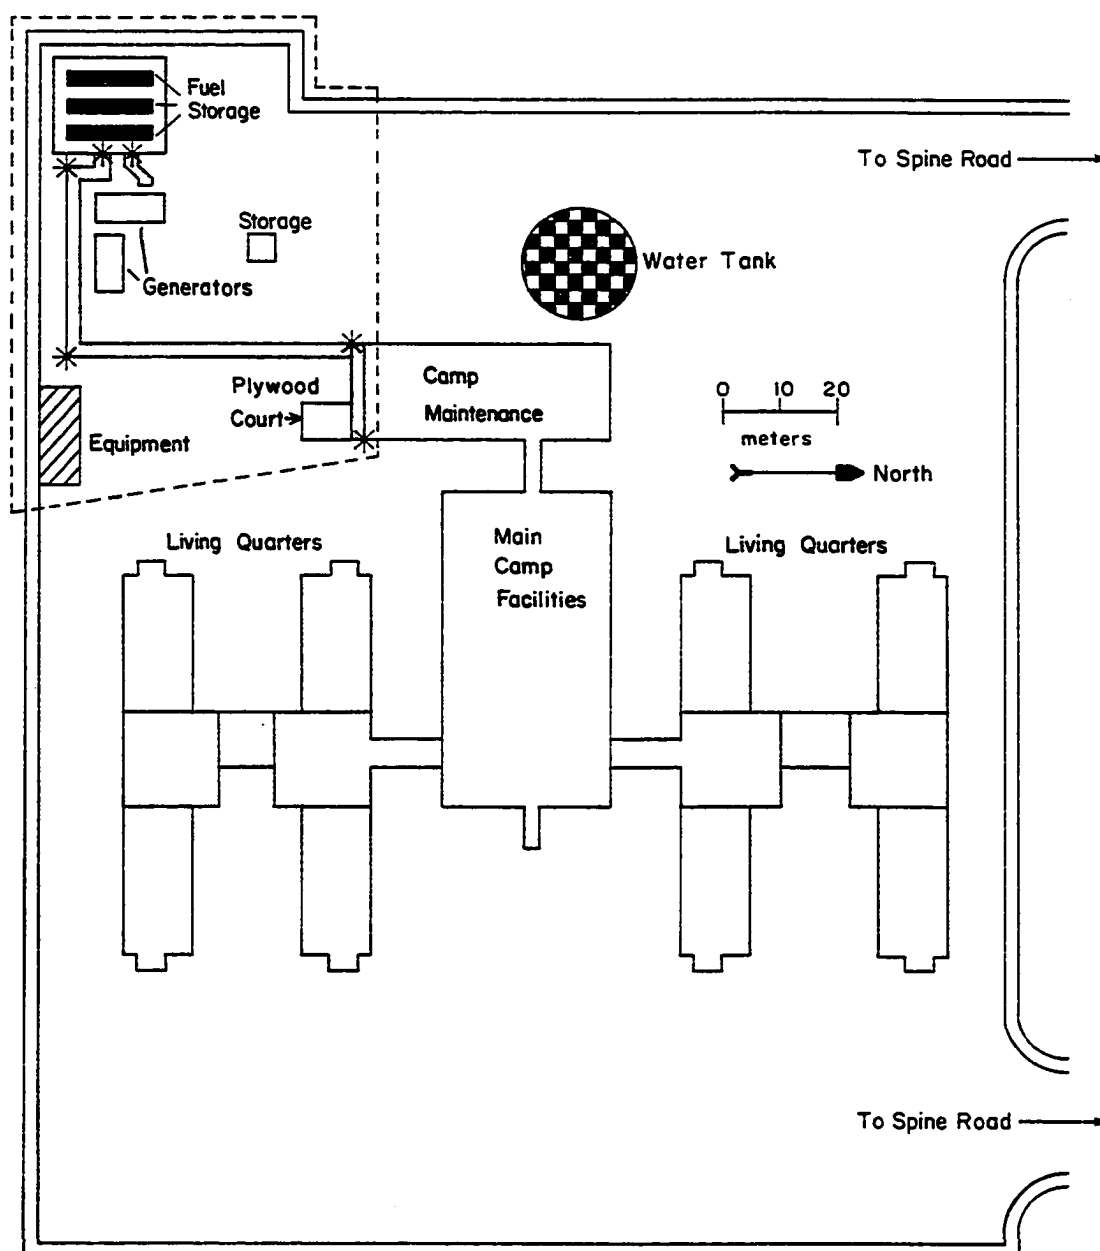 Fuel
Storage
To Spine Road
Storage
Water Tank
Generators
Camp
Maintenance
Plywood
Court
0 10 20
meters
Equipment
North
Living Quarters
Main
Camp
Facilities
Living Quarters
To Spine Road